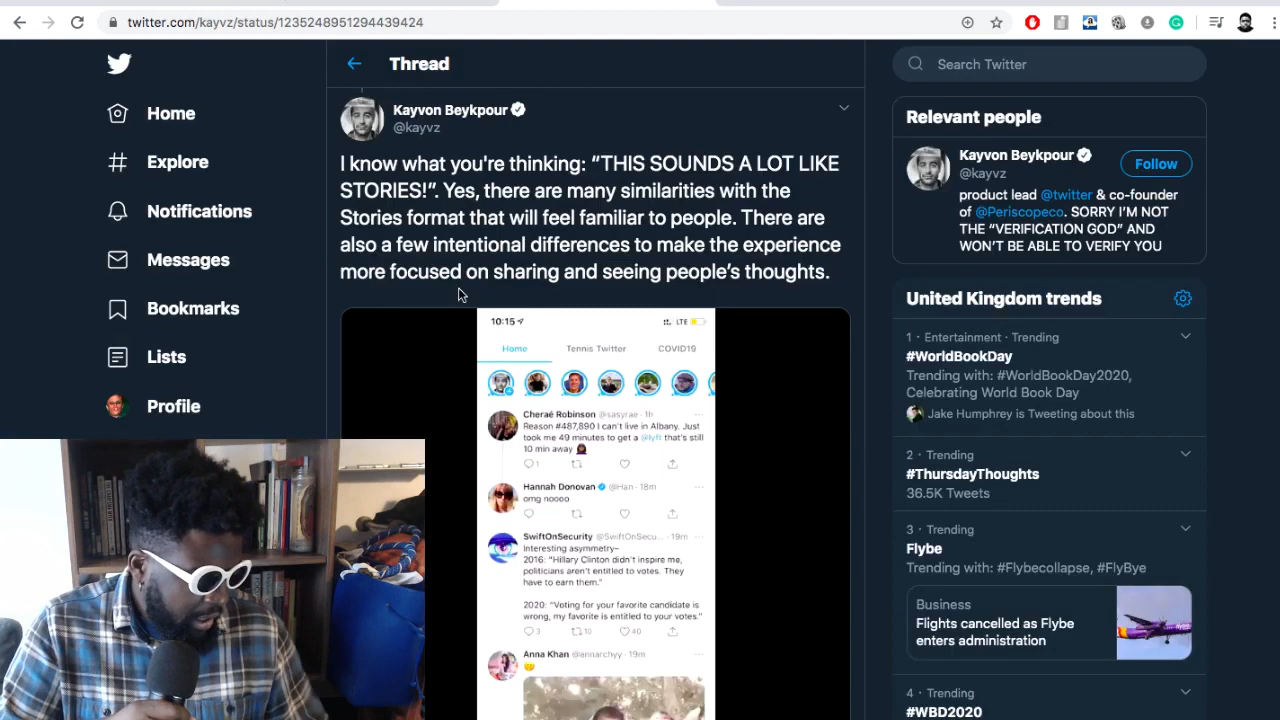 twitter.com/kayvz/status/1235248951294439424
Home
Explore
Notifications
Messages
Bookmarks
Lists
Profile
Thread
Kayvon Beykpour
@kayvz
I know what you're thinking: “THIS SOUNDS A LOT LIKE
STORIES!”. Yes, there are many similarities with the
Stories format that will feel familiar to people. There are
also a few intentional differences to make the experience
more focused on sharing and seeing people’s thoughts.
10:15 LTE
Home Tennis Twitter COVID19
Cheraé Robinson @sasyrae · 1h
Reason #487,890 I can't live in Albany. Just
took me 49 minutes to get a @lyft that's still
10 min away
1
Hannah Donovan @Han · 18m
omg noooo
SwiftOnSecurity @SwiftOnSecu... · 19m
Interesting asymmetry–
2016: “Hillary Clinton didn't inspire me,
politicians aren't entitled to votes. They
have to earn them.”
2020: “Voting for your favorite candidate is
wrong, my favorite is entitled to your votes.”
3 10 40
Anna Khan @annarchyy · 19m
Search Twitter
Relevant people
Kayvon Beykpour
@kayvz
Follow
product lead @twitter & co-founder
of @Periscopeco. SORRY I’M NOT
THE “VERIFICATION GOD” AND
WON’T BE ABLE TO VERIFY YOU
United Kingdom trends
1 · Entertainment · Trending
#WorldBookDay
Trending with: #WorldBookDay2020,
Celebrating World Book Day
Jake Humphrey is Tweeting about this
2 · Trending
#ThursdayThoughts
36.5K Tweets
3 · Trending
Flybe
Trending with: #Flybecollapse, #FlyBye
Business
Flights cancelled as Flybe
enters administration
4 · Trending
#WBD2020